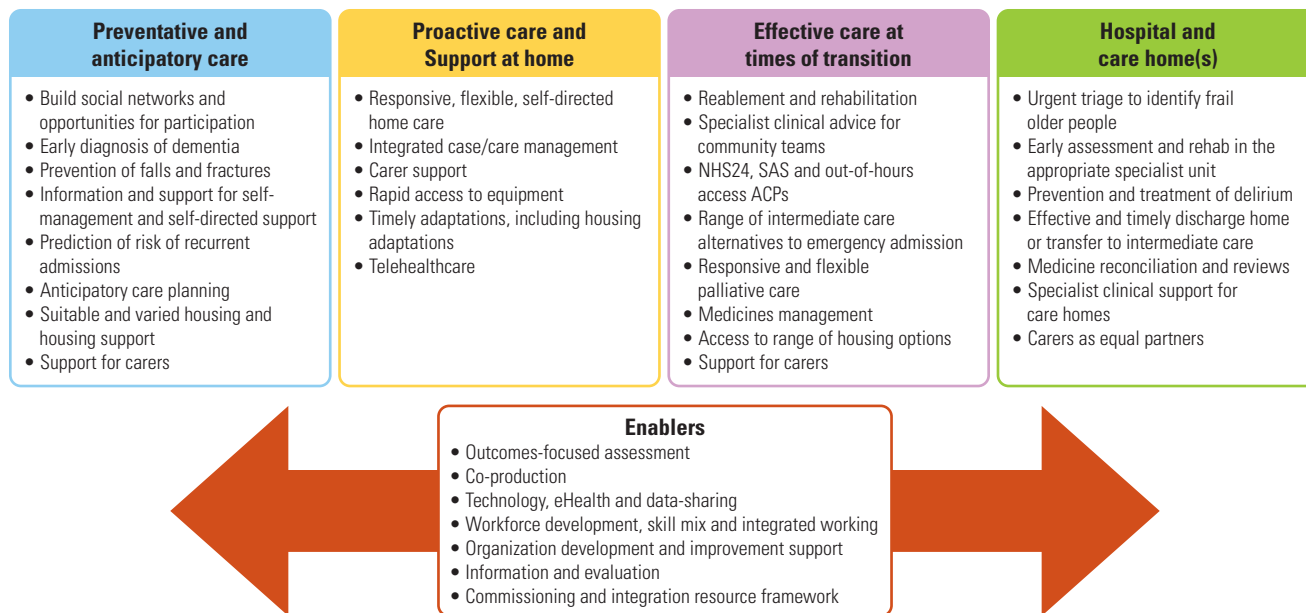 Preventative and
anticipatory care
• Build social networks and
opportunities for participation
• Early diagnosis of dementia
• Prevention of falls and fractures
• Information and support for self-
management and self-directed support
• Prediction of risk of recurrent
admissions
• Anticipatory care planning
• Suitable and varied housing and
housing support
• Support for carers
Proactive care and
Support at home
• Responsive, flexible, self-directed
home care
• Integrated case/care management
• Carer support
• Rapid access to equipment
• Timely adaptations, including housing
adaptations
• Telehealthcare
Effective care at
times of transition
• Reablement and rehabilitation
• Specialist clinical advice for
community teams
• NHS24, SAS and out-of-hours
access ACPs
• Range of intermediate care
alternatives to emergency admission
• Responsive and flexible
palliative care
• Medicines management
• Access to range of housing options
• Support for carers
Hospital and
care home(s)
• Urgent triage to identify frail
older people
• Early assessment and rehab in the
appropriate specialist unit
• Prevention and treatment of delirium
• Effective and timely discharge home
or transfer to intermediate care
• Medicine reconciliation and reviews
• Specialist clinical support for
care homes
• Carers as equal partners
Enablers
• Outcomes-focused assessment
• Co-production
• Technology, eHealth and data-sharing
• Workforce development, skill mix and integrated working
• Organization development and improvement support
• Information and evaluation
• Commissioning and integration resource framework